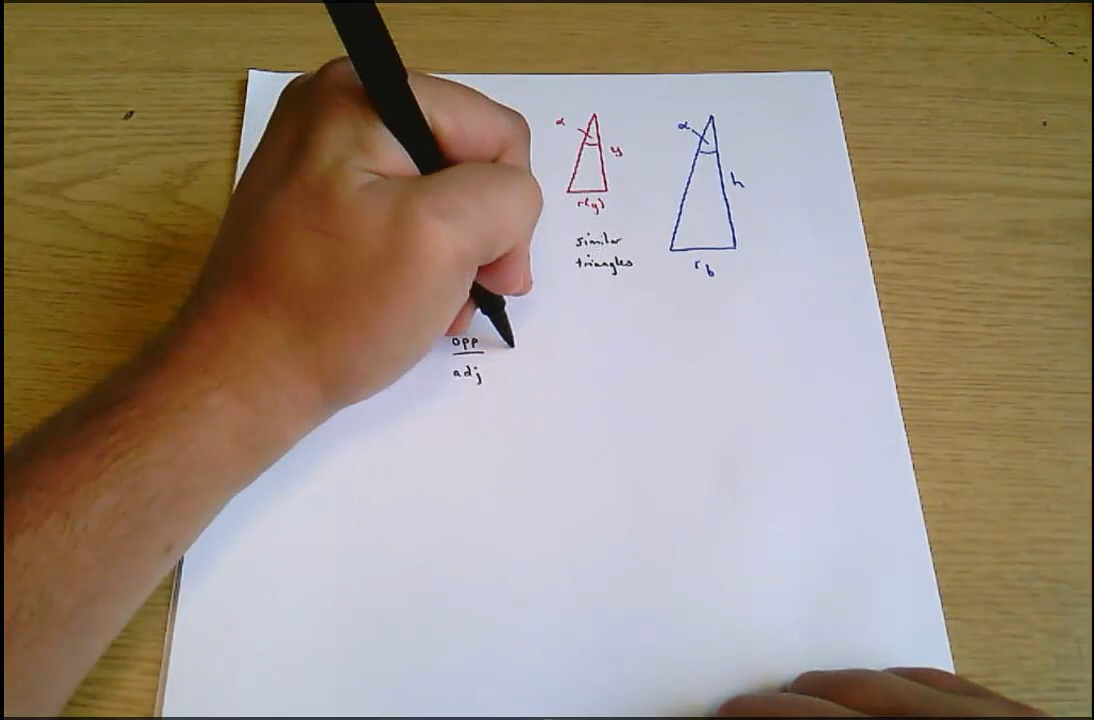 α
y
r(y)
α
h
r b
similar
triangles
opp
adj